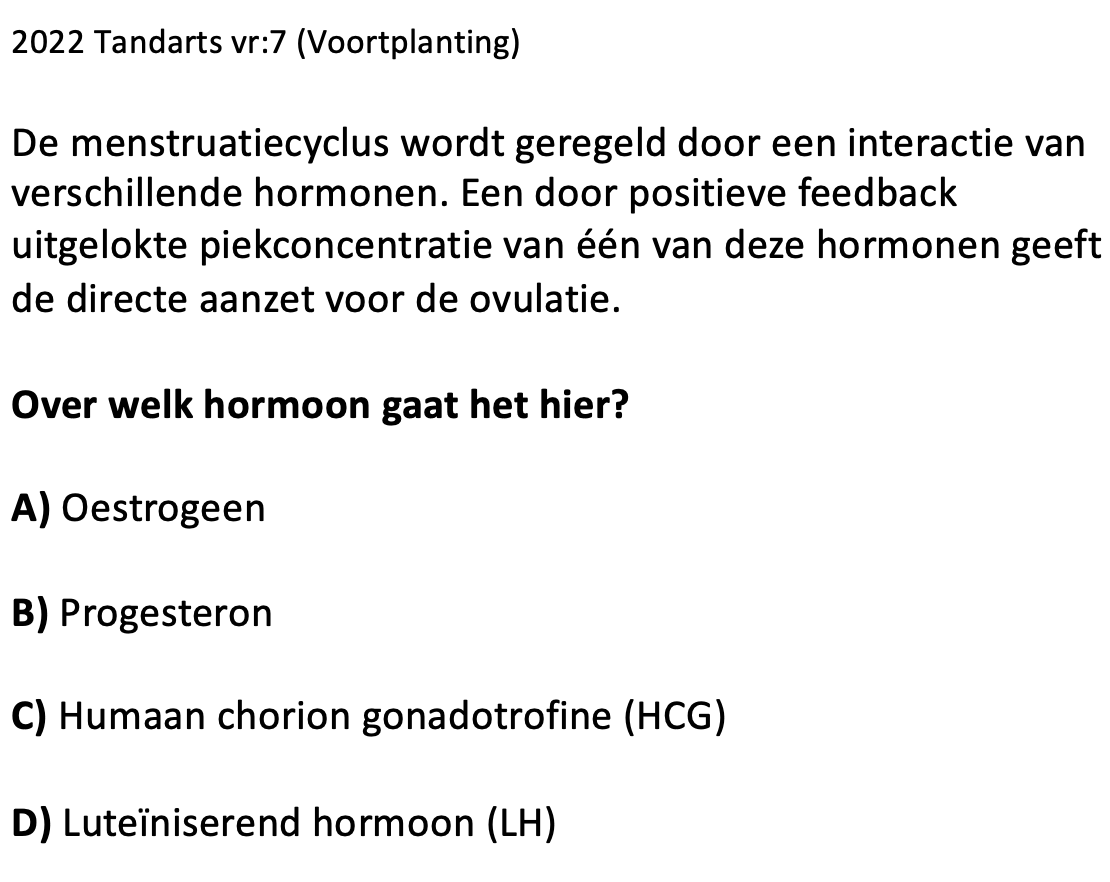 2022 Tandarts vr:7 (Voortplanting)
De menstruatiecyclus wordt geregeld door een interactie van
verschillende hormonen. Een door positieve feedback
uitgelokte piekconcentratie van één van deze hormonen geeft
de directe aanzet voor de ovulatie.
Over welk hormoon gaat het hier?
A) Oestrogeen
B) Progesteron
C) Humaan chorion gonadotrofine (HCG)
D) Luteïniserend hormoon (LH)